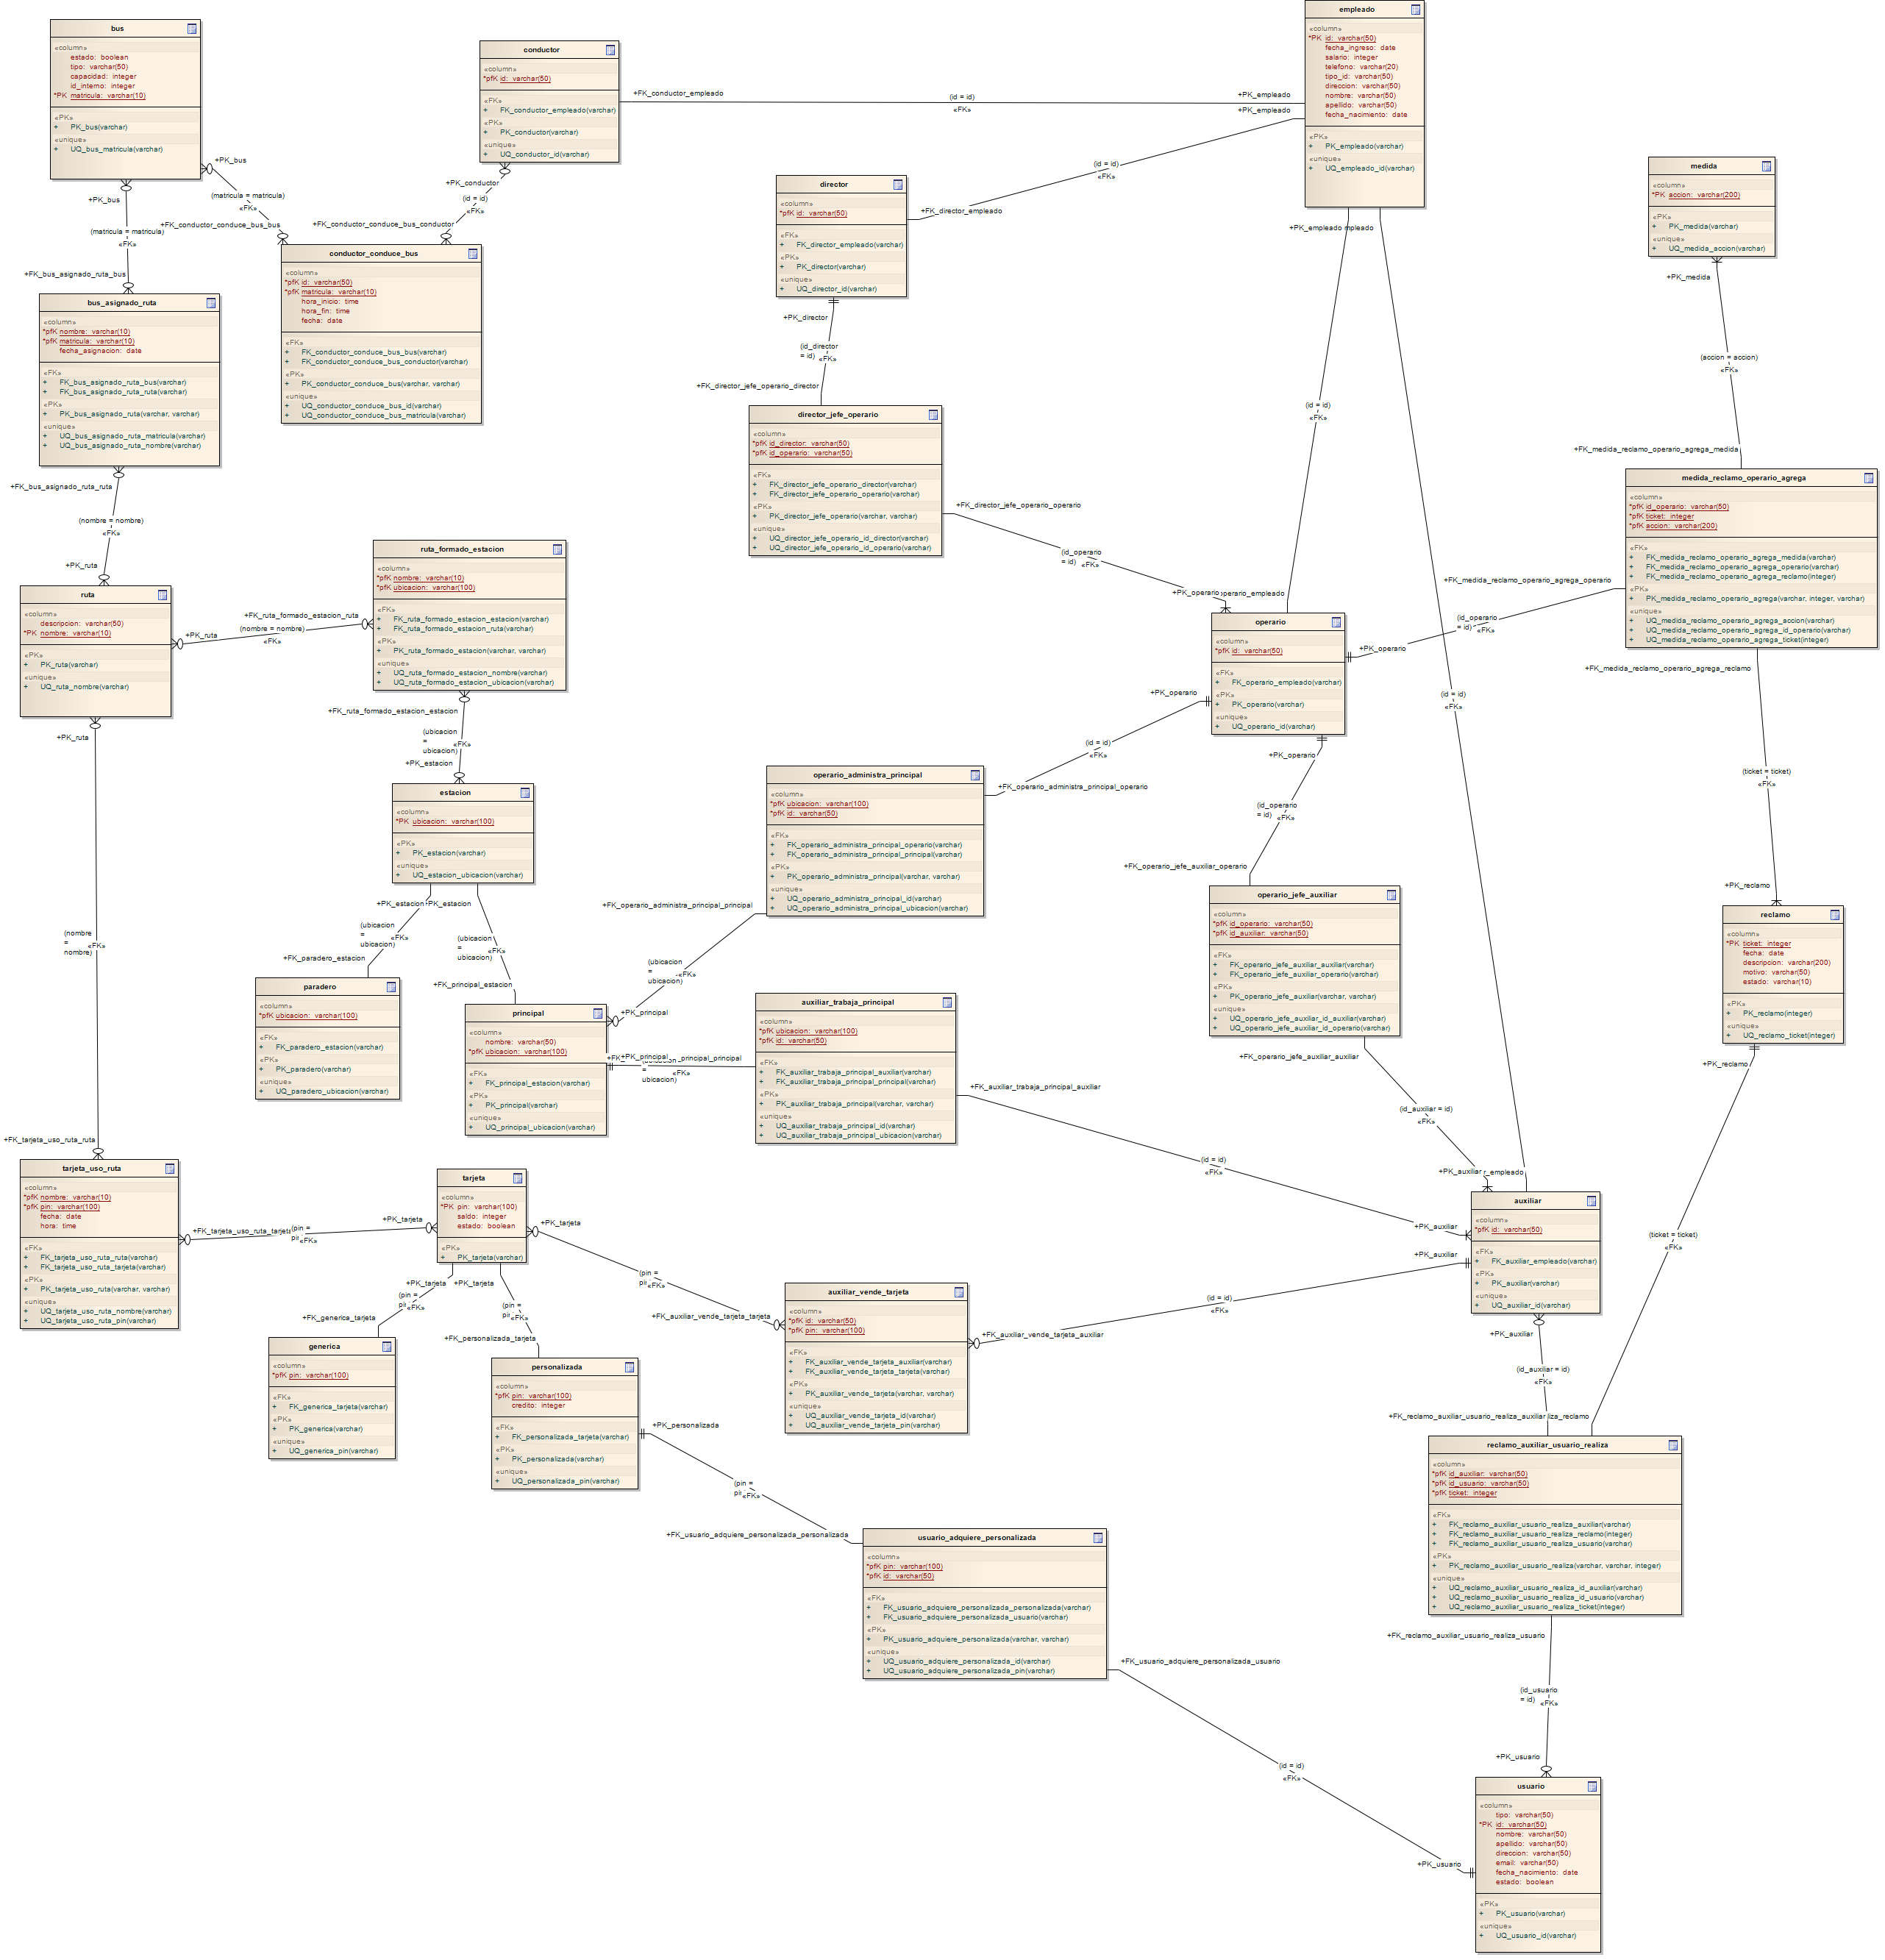 bus
«column»
estado: boolean
tipo: varchar(50)
capacidad: integer
id_interno: integer
*PK matricula: varchar(10)
«PK»
+ PK_bus(varchar)
«unique»
+ UQ_bus_matricula(varchar)
conductor
«column»
*pfK id: varchar(50)
«FK»
+ FK_conductor_empleado(varchar)
«PK»
+ PK_conductor(varchar)
«unique»
+ UQ_conductor_id(varchar)
+FK_conductor_empleado
(id = id)
«FK»
+PK_empleado
+PK_empleado
empleado
«column»
*PK id: varchar(50)
fecha_ingreso: date
salario: integer
telefono: varchar(20)
tipo_id: varchar(50)
direccion: varchar(50)
nombre: varchar(50)
apellido: varchar(50)
fecha_nacimiento: date
«PK»
+ PK_empleado(varchar)
«unique»
+ UQ_empleado_id(varchar)
medida
«column»
*PK accion: varchar(200)
«PK»
+ PK_medida(varchar)
«unique»
+ UQ_medida_accion(varchar)
+PK_bus
(matricula = matricula)
«FK»
+FK_conductor_conduce_bus_bus
+PK_conductor
(id = id)
«FK»
+FK_conductor_conduce_bus_conductor
+PK_bus
(matricula = matricula)
«FK»
+FK_bus_asignado_ruta_bus
conductor_conduce_bus
«column»
*pfK id: varchar(50)
*pfK matricula: varchar(10)
hora_inicio: time
hora_fin: time
fecha: date
«FK»
+ FK_conductor_conduce_bus_bus(varchar)
+ FK_conductor_conduce_bus_conductor(varchar)
«PK»
+ PK_conductor_conduce_bus(varchar, varchar)
«unique»
+ UQ_conductor_conduce_bus_id(varchar)
+ UQ_conductor_conduce_bus_matricula(varchar)
director
«column»
*pfK id: varchar(50)
«FK»
+ FK_director_empleado(varchar)
«PK»
+ PK_director(varchar)
«unique»
+ UQ_director_id(varchar)
(id = id)
«FK»
+FK_director_empleado
+PK_empleado mpleado
+PK_medida
(accion = accion)
«FK»
+FK_medida_reclamo_operario_agrega_medida
bus_asignado_ruta
«column»
*pfK nombre: varchar(10)
*pfK matricula: varchar(10)
fecha_asignacion: date
«FK»
+ FK_bus_asignado_ruta_bus(varchar)
+ FK_bus_asignado_ruta_ruta(varchar)
«PK»
+ PK_bus_asignado_ruta(varchar, varchar)
«unique»
+ UQ_bus_asignado_ruta_matricula(varchar)
+ UQ_bus_asignado_ruta_nombre(varchar)
+PK_director
(id_director
= id)
«FK»
+FK_director_jefe_operario_director
director_jefe_operario
«column»
*pfK id_director: varchar(50)
*pfK id_operario: varchar(50)
«FK»
+ FK_director_jefe_operario_director(varchar)
+ FK_director_jefe_operario_operario(varchar)
«PK»
+ PK_director_jefe_operario(varchar, varchar)
«unique»
+ UQ_director_jefe_operario_id_director(varchar)
+ UQ_director_jefe_operario_id_operario(varchar)
(id = id)
«FK»
+FK_director_jefe_operario_operario
(id_operario
= id)
«FK»
+PK_operario perario_empleado
medida_reclamo_operario_agrega
«column»
*pfK id_operario: varchar(50)
*pfK ticket: integer
*pfK accion: varchar(200)
«FK»
+ FK_medida_reclamo_operario_agrega_medida(varchar)
+ FK_medida_reclamo_operario_agrega_operario(varchar)
+ FK_medida_reclamo_operario_agrega_reclamo(integer)
«PK»
+ PK_medida_reclamo_operario_agrega(varchar, integer, varchar)
«unique»
+ UQ_medida_reclamo_operario_agrega_accion(varchar)
+ UQ_medida_reclamo_operario_agrega_id_operario(varchar)
+ UQ_medida_reclamo_operario_agrega_ticket(integer)
+FK_bus_asignado_ruta_ruta
(nombre = nombre)
«FK»
+PK_ruta
ruta
«column»
descripcion: varchar(50)
*PK nombre: varchar(10)
«PK»
+ PK_ruta(varchar)
«unique»
+ UQ_ruta_nombre(varchar)
+FK_ruta_formado_estacion_ruta
+PK_ruta
(nombre = nombre)
«FK»
ruta_formado_estacion
«column»
*pfK nombre: varchar(10)
*pfK ubicacion: varchar(100)
«FK»
+ FK_ruta_formado_estacion_estacion(varchar)
+ FK_ruta_formado_estacion_ruta(varchar)
«PK»
+ PK_ruta_formado_estacion(varchar, varchar)
«unique»
+ UQ_ruta_formado_estacion_nombre(varchar)
+ UQ_ruta_formado_estacion_ubicacion(varchar)
+FK_medida_reclamo_operario_agrega_operario
(id_operario
= id)
«FK»
+PK_operario
+FK_medida_reclamo_operario_agrega_reclamo
operario
«column»
*pfK id: varchar(50)
«FK»
+ FK_operario_empleado(varchar)
«PK»
+ PK_operario(varchar)
«unique»
+ UQ_operario_id(varchar)
+PK_ruta
+FK_ruta_formado_estacion_estacion
(ubicacion
=
ubicacion)
«FK»
+PK_estacion
+PK_operario
(id = id)
«FK»
+FK_operario_administra_principal_operario
+PK_operario
(id_operario
= id)
«FK»
+FK_operario_jefe_auxiliar_operario
(id = id)
«FK»
(ticket = ticket)
«FK»
+PK_reclamo
estacion
«column»
*PK ubicacion: varchar(100)
«PK»
+ PK_estacion(varchar)
«unique»
+ UQ_estacion_ubicacion(varchar)
operario_administra_principal
«column»
*pfK ubicacion: varchar(100)
*pfK id: varchar(50)
«FK»
+ FK_operario_administra_principal_operario(varchar)
+ FK_operario_administra_principal_principal(varchar)
«PK»
+ PK_operario_administra_principal(varchar, varchar)
«unique»
+ UQ_operario_administra_principal_id(varchar)
+ UQ_operario_administra_principal_ubicacion(varchar)
operario_jefe_auxiliar
«column»
*pfK id_operario: varchar(50)
*pfK id_auxiliar: varchar(50)
«FK»
+ FK_operario_jefe_auxiliar_auxiliar(varchar)
+ FK_operario_jefe_auxiliar_operario(varchar)
«PK»
+ PK_operario_jefe_auxiliar(varchar, varchar)
«unique»
+ UQ_operario_jefe_auxiliar_id_auxiliar(varchar)
+ UQ_operario_jefe_auxiliar_id_operario(varchar)
reclamo
«column»
*PK ticket: integer
fecha: date
descripcion: varchar(200)
motivo: varchar(50)
estado: varchar(10)
«PK»
+ PK_reclamo(integer)
«unique»
+ UQ_reclamo_ticket(integer)
(nombre
=
nombre)
«FK»
+PK_estacion +PK_estacion
(ubicacion
=
ubicacion)
«FK»
+FK_paradero_estacion
(ubicacion
=
ubicacion)
«FK»
+FK_principal_estacion
+FK_operario_administra_principal_principal
(ubicacion
=
ubicacion)
«FK»
+PK_principal
paradero
«column»
*pfK ubicacion: varchar(100)
«FK»
+ FK_paradero_estacion(varchar)
«PK»
+ PK_paradero(varchar)
«unique»
+ UQ_paradero_ubicacion(varchar)
principal
«column»
nombre: varchar(50)
*pfK ubicacion: varchar(100)
«FK»
+ FK_principal_estacion(varchar)
«PK»
+ PK_principal(varchar)
«unique»
+ UQ_principal_ubicacion(varchar)
+PK_principal _principal_principal
=
ubicacion)
«FK»
auxiliar_trabaja_principal
«column»
*pfK ubicacion: varchar(100)
*pfK id: varchar(50)
«FK»
+ FK_auxiliar_trabaja_principal_auxiliar(varchar)
+ FK_auxiliar_trabaja_principal_principal(varchar)
«PK»
+ PK_auxiliar_trabaja_principal(varchar, varchar)
«unique»
+ UQ_auxiliar_trabaja_principal_id(varchar)
+ UQ_auxiliar_trabaja_principal_ubicacion(varchar)
+FK_auxiliar_trabaja_principal_auxiliar
(id = id)
«FK»
+PK_auxiliar
+FK_operario_jefe_auxiliar_auxiliar
(id_auxiliar = id)
«FK»
+PK_auxiliar r_empleado
+PK_reclamo
(ticket = ticket)
«FK»
+FK_tarjeta_uso_ruta_ruta
tarjeta_uso_ruta
«column»
*pfK nombre: varchar(10)
*pfK pin: varchar(100)
fecha: date
hora: time
«FK»
+ FK_tarjeta_uso_ruta_ruta(varchar)
+ FK_tarjeta_uso_ruta_tarjeta(varchar)
«PK»
+ PK_tarjeta_uso_ruta(varchar, varchar)
«unique»
+ UQ_tarjeta_uso_ruta_nombre(varchar)
+ UQ_tarjeta_uso_ruta_pin(varchar)
+FK_tarjeta_uso_ruta_tarjeta
(pin =
«FK»
+PK_tarjeta
tarjeta
«column»
*PK pin: varchar(100)
saldo: integer
estado: boolean
«PK»
+ PK_tarjeta(varchar)
+PK_tarjeta
(pin =
«FK»
+FK_auxiliar_vende_tarjeta_tarjeta
+PK_tarjeta +PK_tarjeta
(pin =
«FK»
+FK_generica_tarjeta
(pin =
«FK»
+FK_personalizada_tarjeta
auxiliar
«column»
*pfK id: varchar(50)
«FK»
+ FK_auxiliar_empleado(varchar)
«PK»
+ PK_auxiliar(varchar)
«unique»
+ UQ_auxiliar_id(varchar)
+PK_auxiliar
(id = id)
«FK»
+FK_auxiliar_vende_tarjeta_auxiliar
auxiliar_vende_tarjeta
«column»
*pfK id: varchar(50)
*pfK pin: varchar(100)
«FK»
+ FK_auxiliar_vende_tarjeta_auxiliar(varchar)
+ FK_auxiliar_vende_tarjeta_tarjeta(varchar)
«PK»
+ PK_auxiliar_vende_tarjeta(varchar, varchar)
«unique»
+ UQ_auxiliar_vende_tarjeta_id(varchar)
+ UQ_auxiliar_vende_tarjeta_pin(varchar)
generica
«column»
*pfK pin: varchar(100)
«FK»
+ FK_generica_tarjeta(varchar)
«PK»
+ PK_generica(varchar)
«unique»
+ UQ_generica_pin(varchar)
personalizada
«column»
*pfK pin: varchar(100)
credito: integer
«FK»
+ FK_personalizada_tarjeta(varchar)
«PK»
+ PK_personalizada(varchar)
«unique»
+ UQ_personalizada_pin(varchar)
+PK_personalizada
(pin =
«FK»
+FK_usuario_adquiere_personalizada_personalizada
+PK_auxiliar
(id_auxiliar = id)
«FK»
+FK_reclamo_auxiliar_usuario_realiza_auxiliar liza_reclamo
reclamo_auxiliar_usuario_realiza
«column»
*pfK id_auxiliar: varchar(50)
*pfK id_usuario: varchar(50)
*pfK ticket: integer
«FK»
+ FK_reclamo_auxiliar_usuario_realiza_auxiliar(varchar)
+ FK_reclamo_auxiliar_usuario_realiza_reclamo(integer)
+ FK_reclamo_auxiliar_usuario_realiza_usuario(varchar)
«PK»
+ PK_reclamo_auxiliar_usuario_realiza(varchar, varchar, integer)
«unique»
+ UQ_reclamo_auxiliar_usuario_realiza_id_auxiliar(varchar)
+ UQ_reclamo_auxiliar_usuario_realiza_id_usuario(varchar)
+ UQ_reclamo_auxiliar_usuario_realiza_ticket(integer)
usuario_adquiere_personalizada
«column»
*pfK pin: varchar(100)
*pfK id: varchar(50)
«FK»
+ FK_usuario_adquiere_personalizada_personalizada(varchar)
+ FK_usuario_adquiere_personalizada_usuario(varchar)
«PK»
+ PK_usuario_adquiere_personalizada(varchar, varchar)
«unique»
+ UQ_usuario_adquiere_personalizada_id(varchar)
+ UQ_usuario_adquiere_personalizada_pin(varchar)
+FK_usuario_adquiere_personalizada_usuario
(id = id)
«FK»
+PK_usuario
+FK_reclamo_auxiliar_usuario_realiza_usuario
(id_usuario
= id)
«FK»
+PK_usuario
usuario
«column»
tipo: varchar(50)
*PK id: varchar(50)
nombre: varchar(50)
apellido: varchar(50)
direccion: varchar(50)
email: varchar(50)
fecha_nacimiento: date
estado: boolean
«PK»
+ PK_usuario(varchar)
«unique»
+ UQ_usuario_id(varchar)